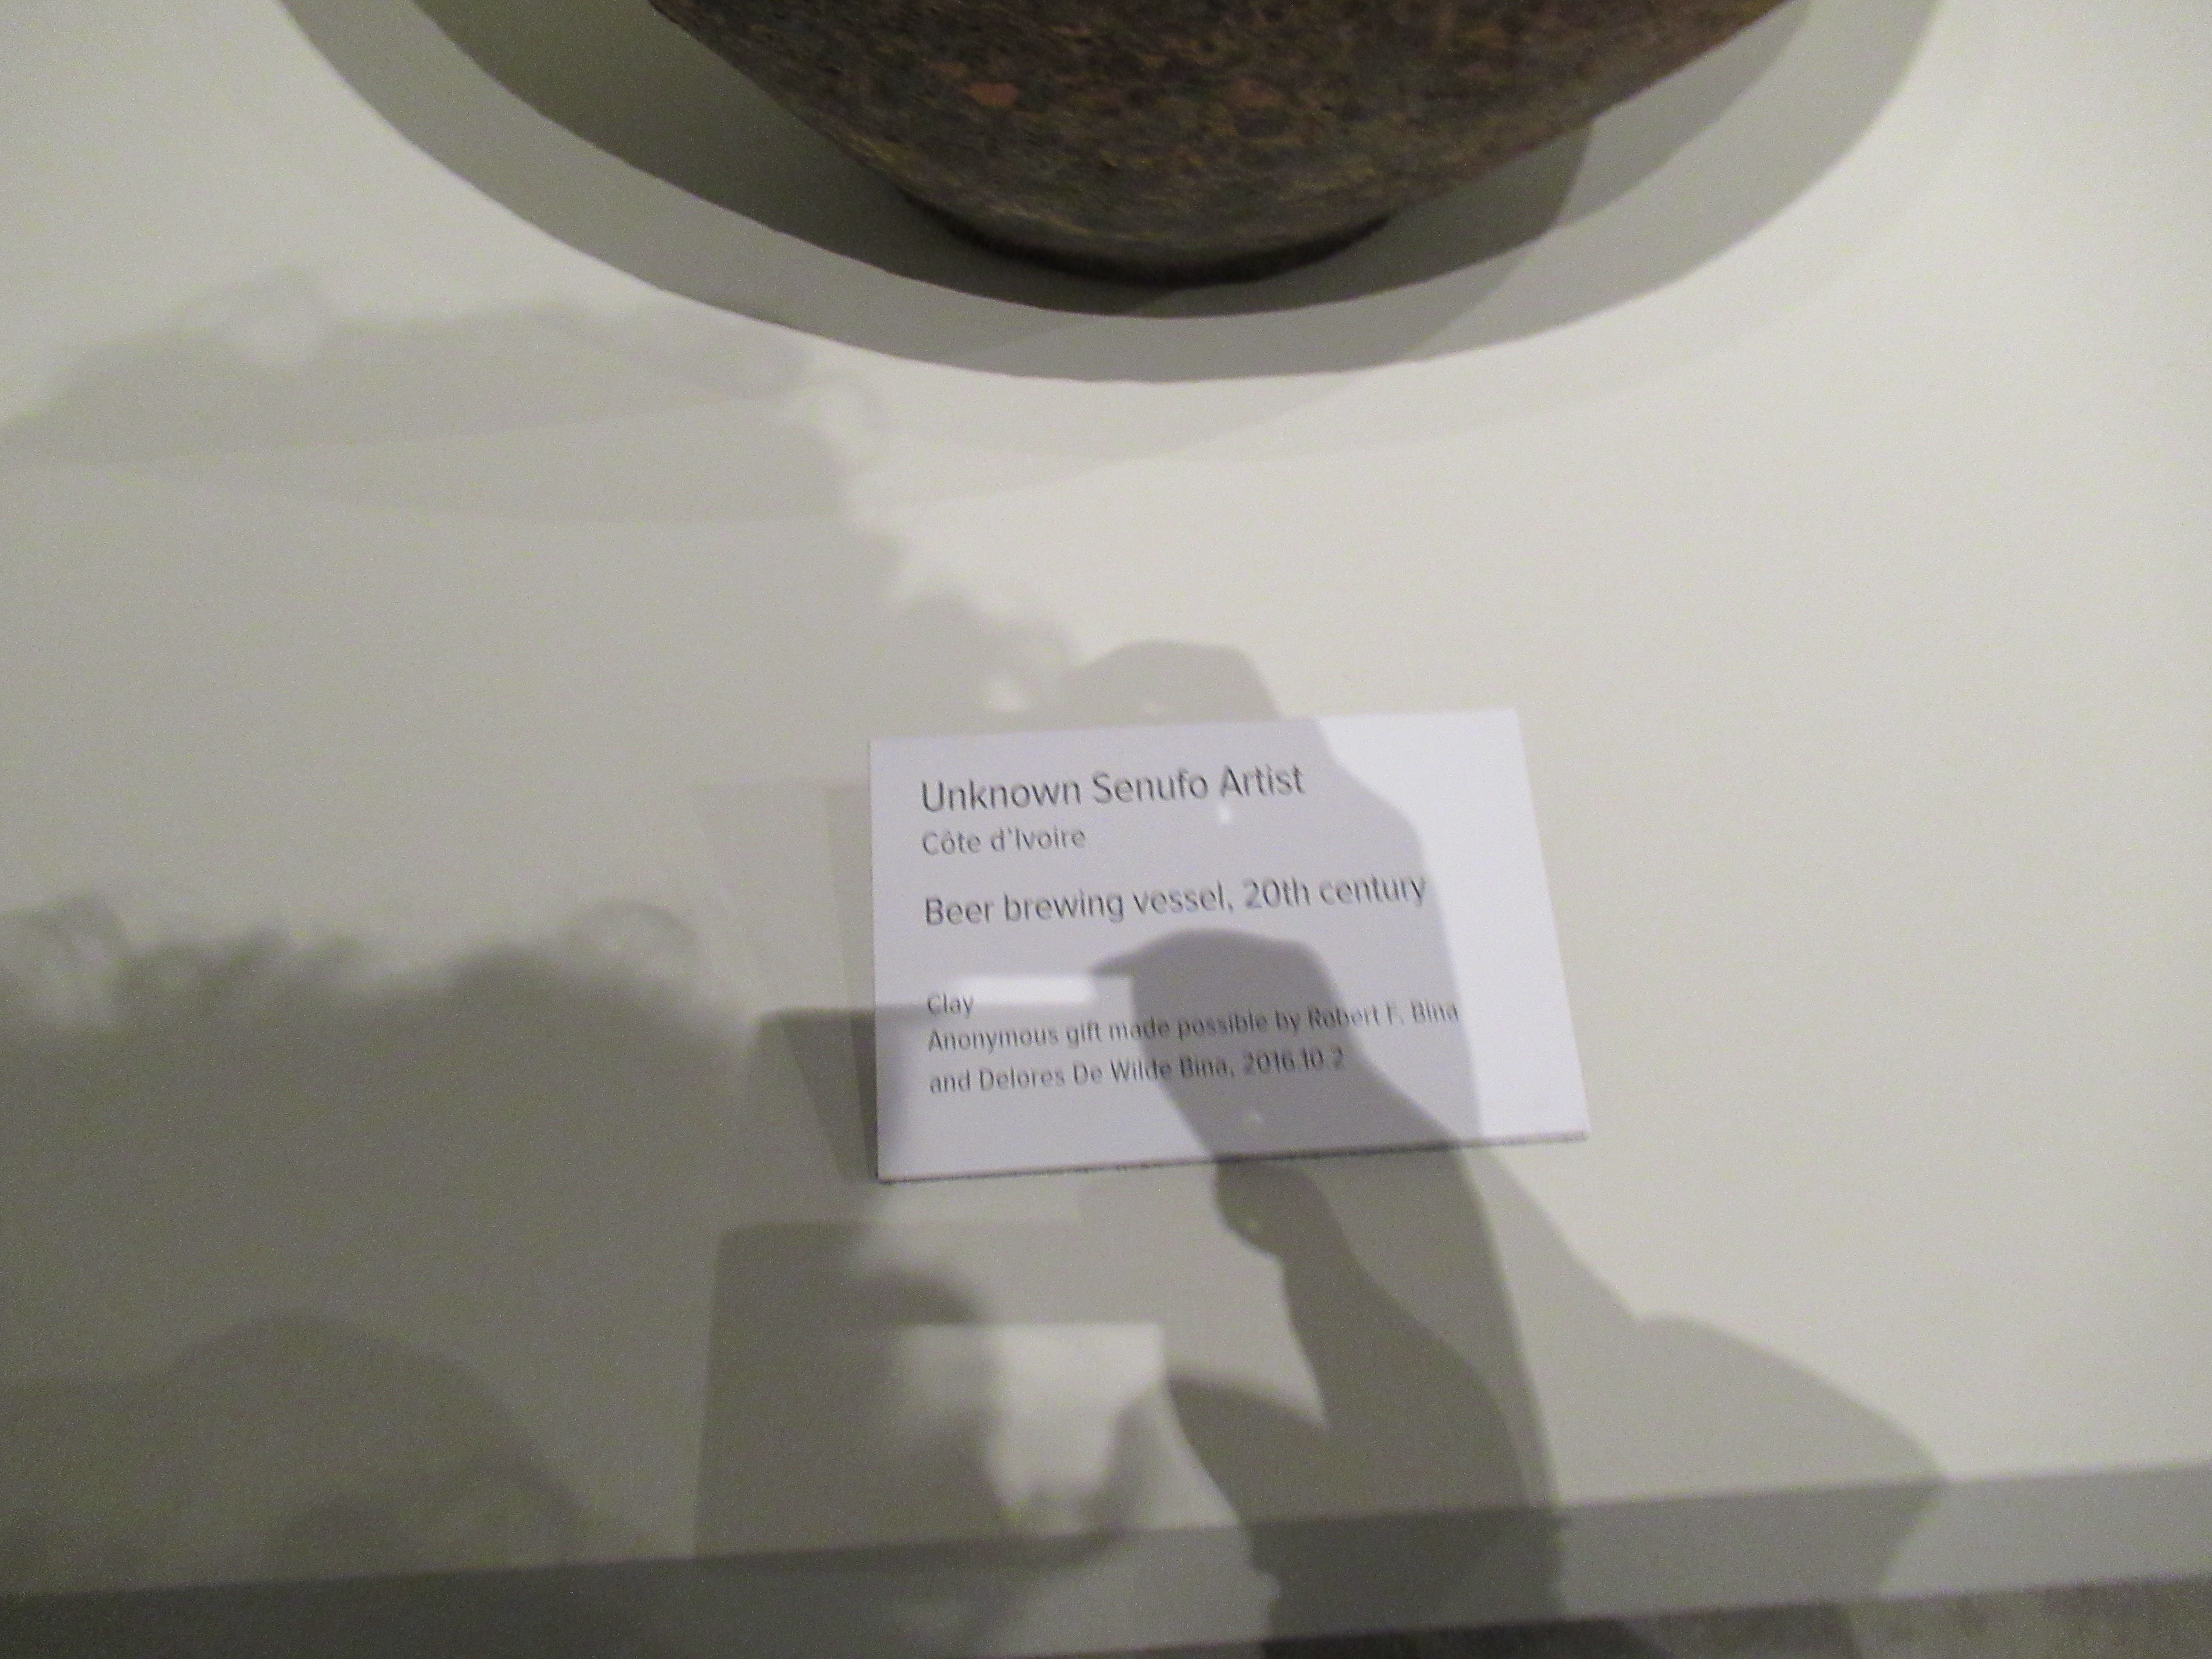 Unknown Senufo Artist
Côte d'Ivoire
Beer brewing vessel, 20th century
Clay
Anonymous gift made possible by Robert F. Bina
and Delores De Wilde Bina, 2016.10.2